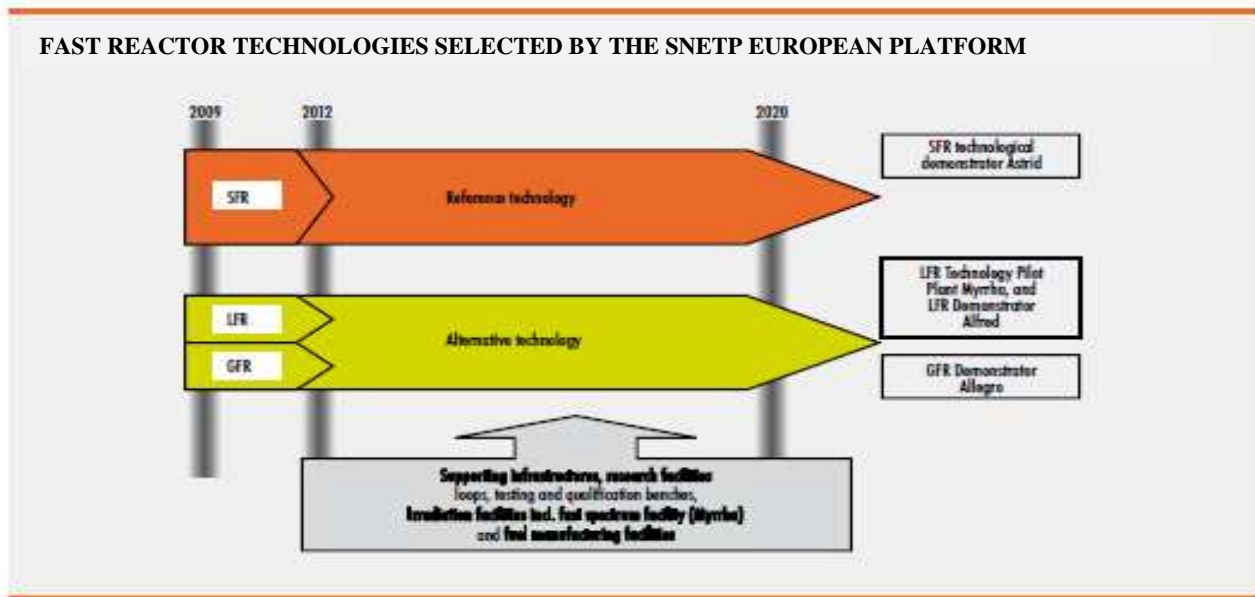 FAST REACTOR TECHNOLOGIES SELECTED BY THE SNETP EUROPEAN PLATFORM
2009
2012
2020
SFR
Reference technology
SFR technological
demonstrator Astrid
LFR
GFR
Alternative technology
LFR Technology Pilot
Plant Myrrha, and
LFR Demonstrator
Alfred
GFR Demonstrator
Allegro
Supporting infrastructures, research facilities
loops, testing and qualification benches,
Irradiation facilities incl. fast spectrum facility (Myrrha)
and fuel manufacturing facilities